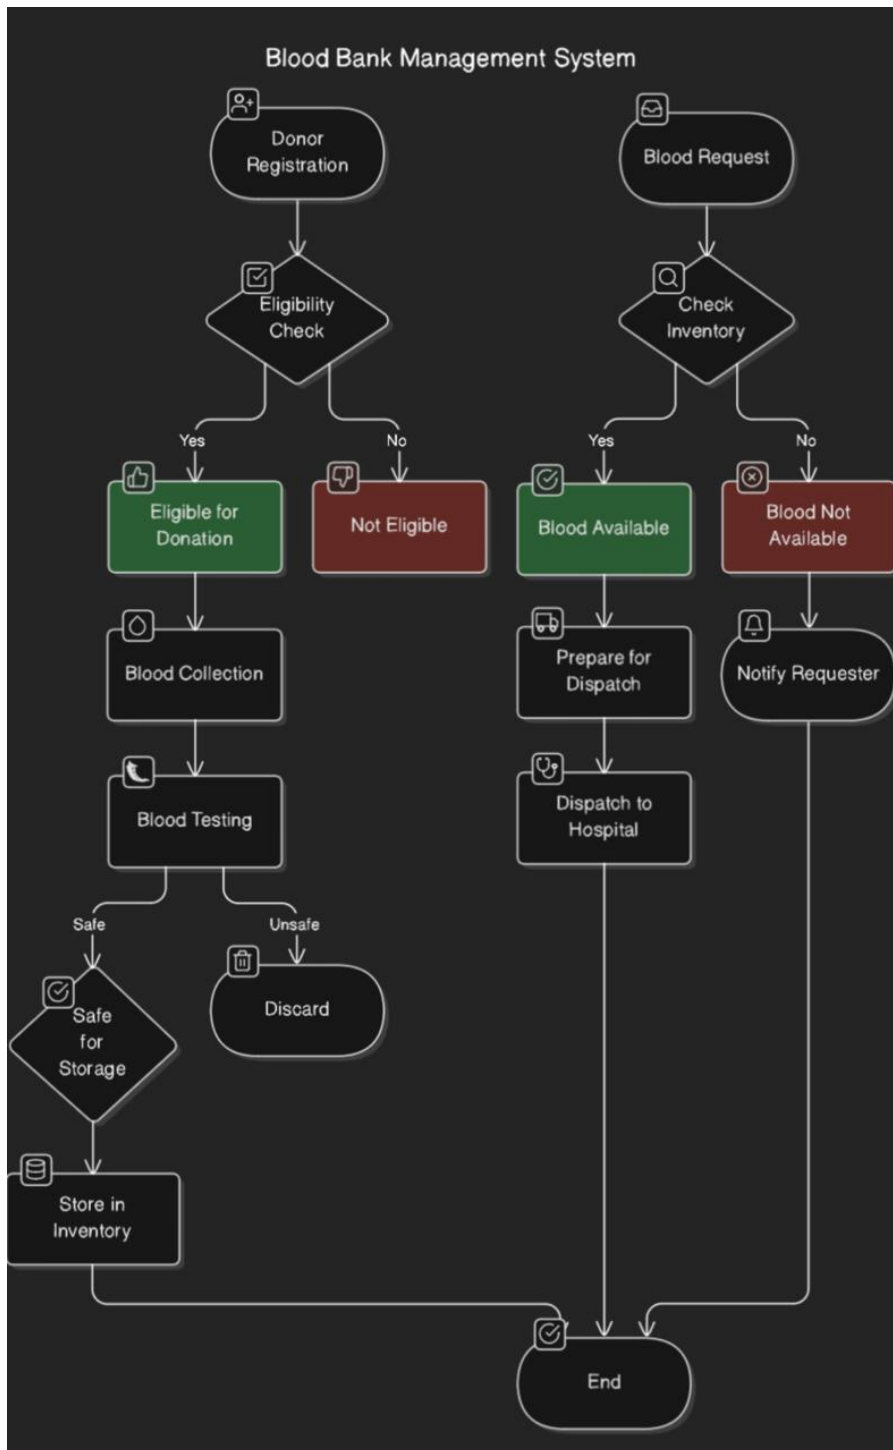 Blood Bank Management System
Donor
Registration
Blood Request
Eligibility
Check
Check
Inventory
Yes
No
Yes
No
Eligible for
Donation
Not Eligible
Blood Available
Blood Not
Available
Blood Collection
Prepare for
Dispatch
Notify Requester
Blood Testing
Dispatch to
Hospital
Safe
Unsafe
Safe
for
Storage
Discard
Store in
Inventory
End